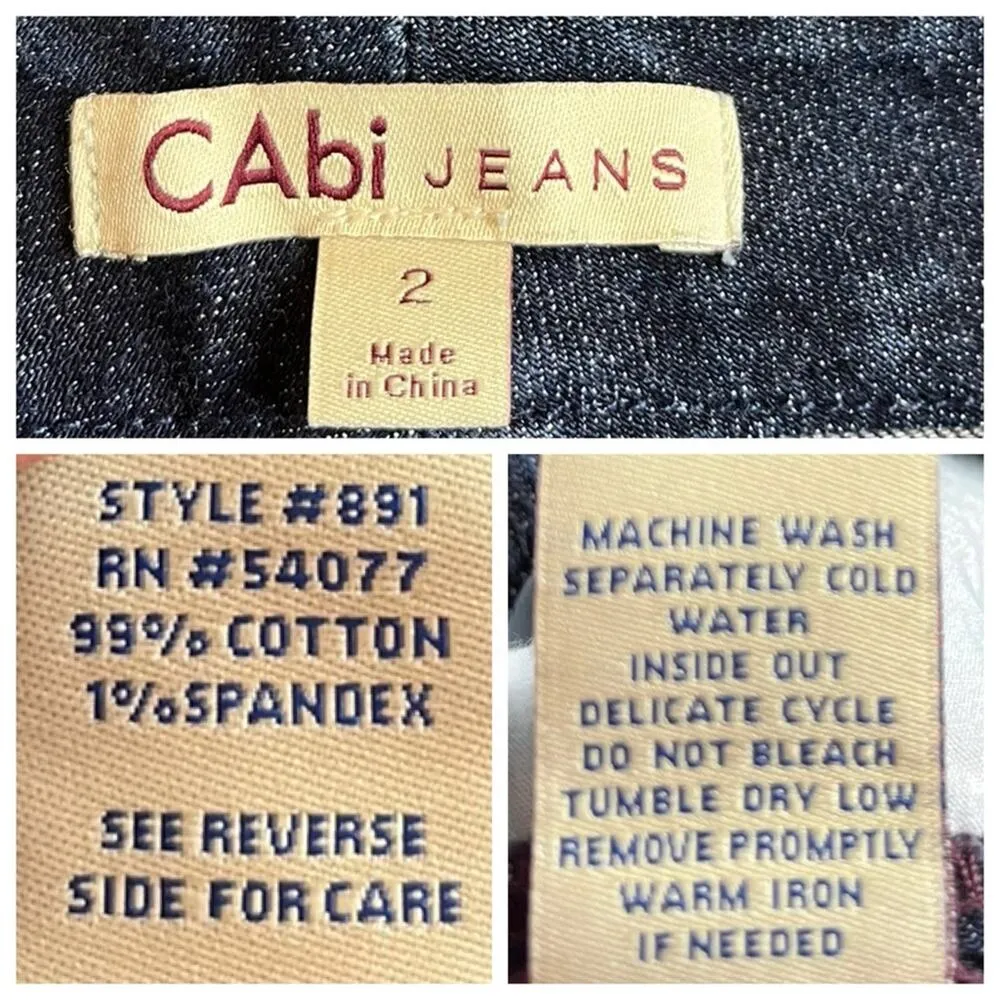 CAbi JEANS
2
Made
in China
STYLE #891
RN #54077
99% COTTON
1% SPANDEX
SEE REVERSE
SIDE FOR CARE
MACHINE WASH
SEPARATELY COLD
WATER
INSIDE OUT
DELICATE CYCLE
DO NOT BLEACH
TUMBLE DRY LOW
REMOVE PROMPTLY
WARM IRON
IF NEEDED